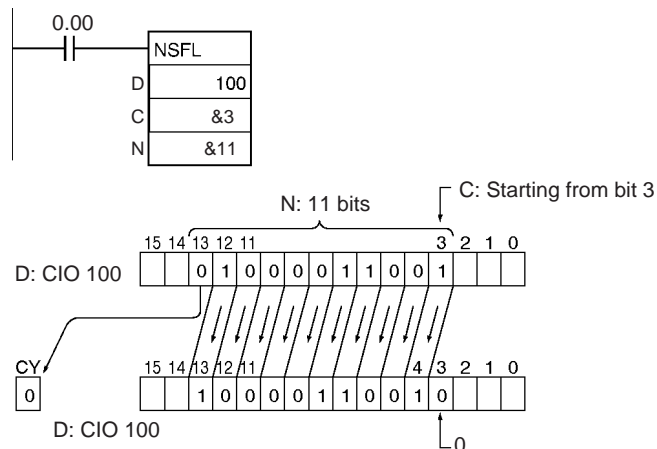 0.00
NSFL
D 100
C &3
N &11
C: Starting from bit 3
N: 11 bits
15 14 13 12 11 3 2 1 0
D: CIO 100 0 1 0 0 0 0 1 1 0 0 1
CY 15 14 13 12 11 4 3 2 1 0
0 1 0 0 0 0 1 1 0 0 1 0
D: CIO 100
0